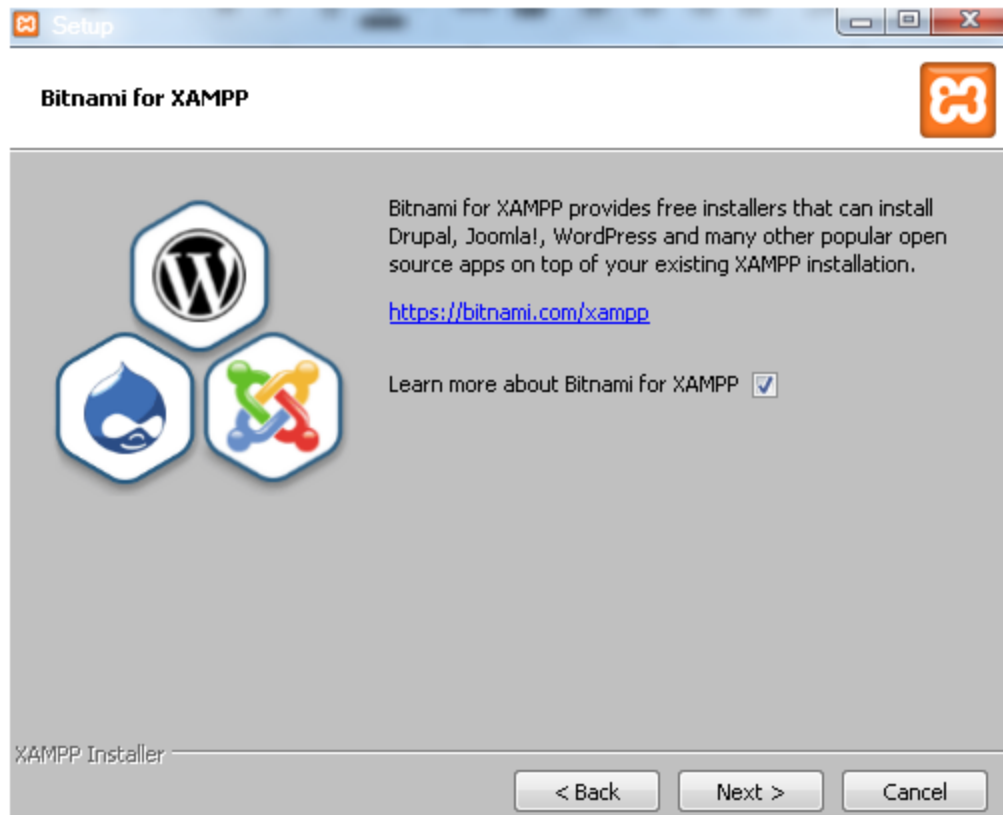 Setup
Bitnami for XAMPP
Bitnami for XAMPP provides free installers that can install
Drupal, Joomla!, WordPress and many other popular open
source apps on top of your existing XAMPP installation.
https://bitnami.com/xampp
Learn more about Bitnami for XAMPP
XAMPP Installer
< Back Next > Cancel